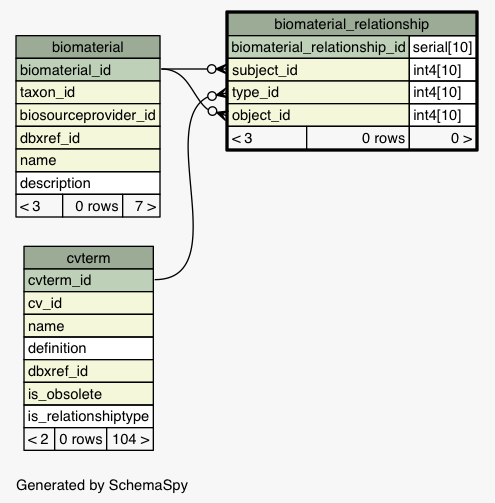 biomaterial_relationship
biomaterial_relationship_id serial[10]
subject_id int4[10]
type_id int4[10]
object_id int4[10]
< 3 0 rows 0 >
biomaterial
biomaterial_id
taxon_id
biosourceprovider_id
dbxref_id
name
description
< 3 0 rows 7 >
cvterm
cvterm_id
cv_id
name
definition
dbxref_id
is_obsolete
is_relationshiptype
< 2 0 rows 104 >
Generated by SchemaSpy